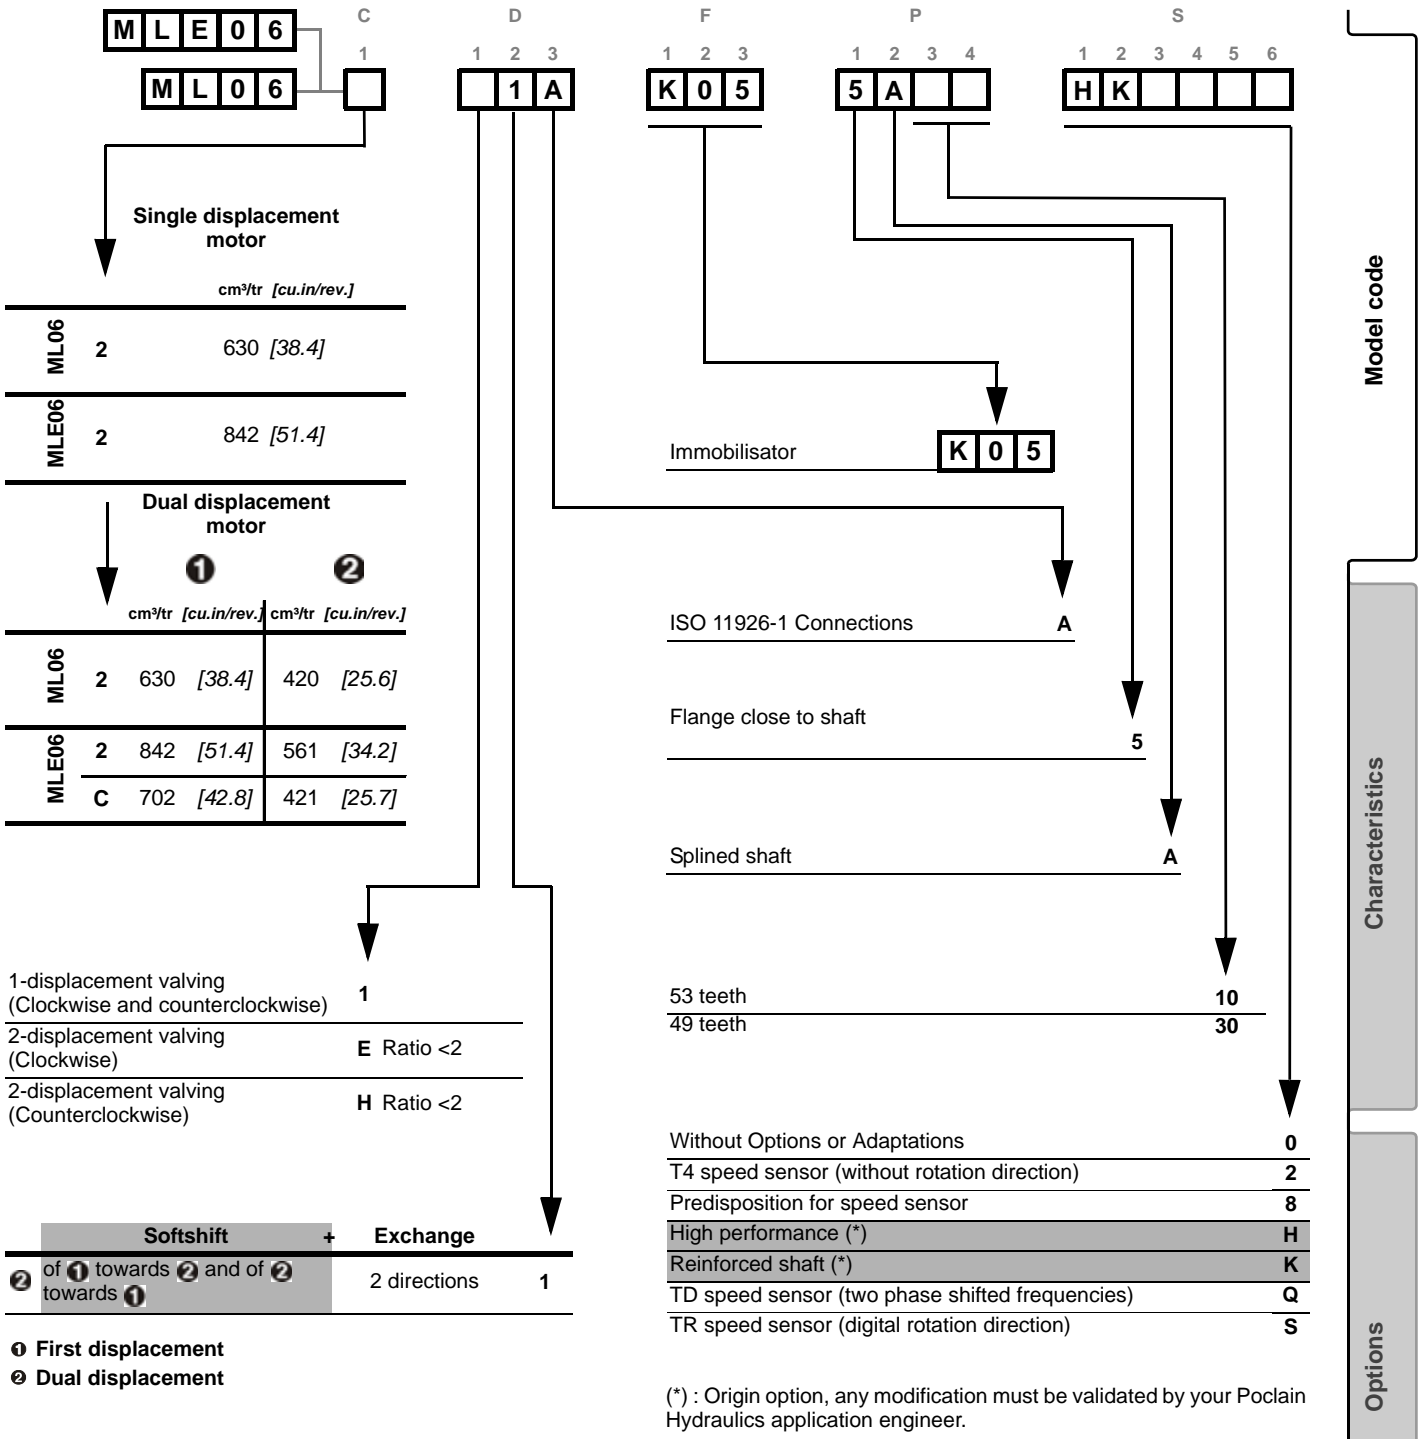 C D F P S
M L E 0 6
1 1 2 3 1 2 3 1 2 3 4 1 2 3 4 5 6
M L 0 6 1 A K 0 5 5 A H K
Single displacement
motor
cm³/tr [cu.in/rev.]
ML06 2 630 [38.4]
MLE06 2 842 [51.4]
Dual displacement
motor
❶ ❷
cm³/tr [cu.in/rev.] cm³/tr [cu.in/rev.]
ML06 2 630 [38.4] 420 [25.6]
MLE06 2 842 [51.4] 561 [34.2]
C 702 [42.8] 421 [25.7]
1-displacement valving
(Clockwise and counterclockwise) 1
2-displacement valving
(Clockwise) E Ratio <2
2-displacement valving
(Counterclockwise) H Ratio <2
Softshift + Exchange
❷ of ❶ towards ❷ and of ❷
towards ❶ 2 directions 1
❶ First displacement
❷ Dual displacement
Immobilisator K 0 5
ISO 11926-1 Connections A
Flange close to shaft
5
Splined shaft A
53 teeth 10
49 teeth 30
Without Options or Adaptations 0
T4 speed sensor (without rotation direction) 2
Predisposition for speed sensor 8
High performance (*) H
Reinforced shaft (*) K
TD speed sensor (two phase shifted frequencies) Q
TR speed sensor (digital rotation direction) S
(*) : Origin option, any modification must be validated by your Poclain
Hydraulics application engineer.
Model code
Characteristics
Options